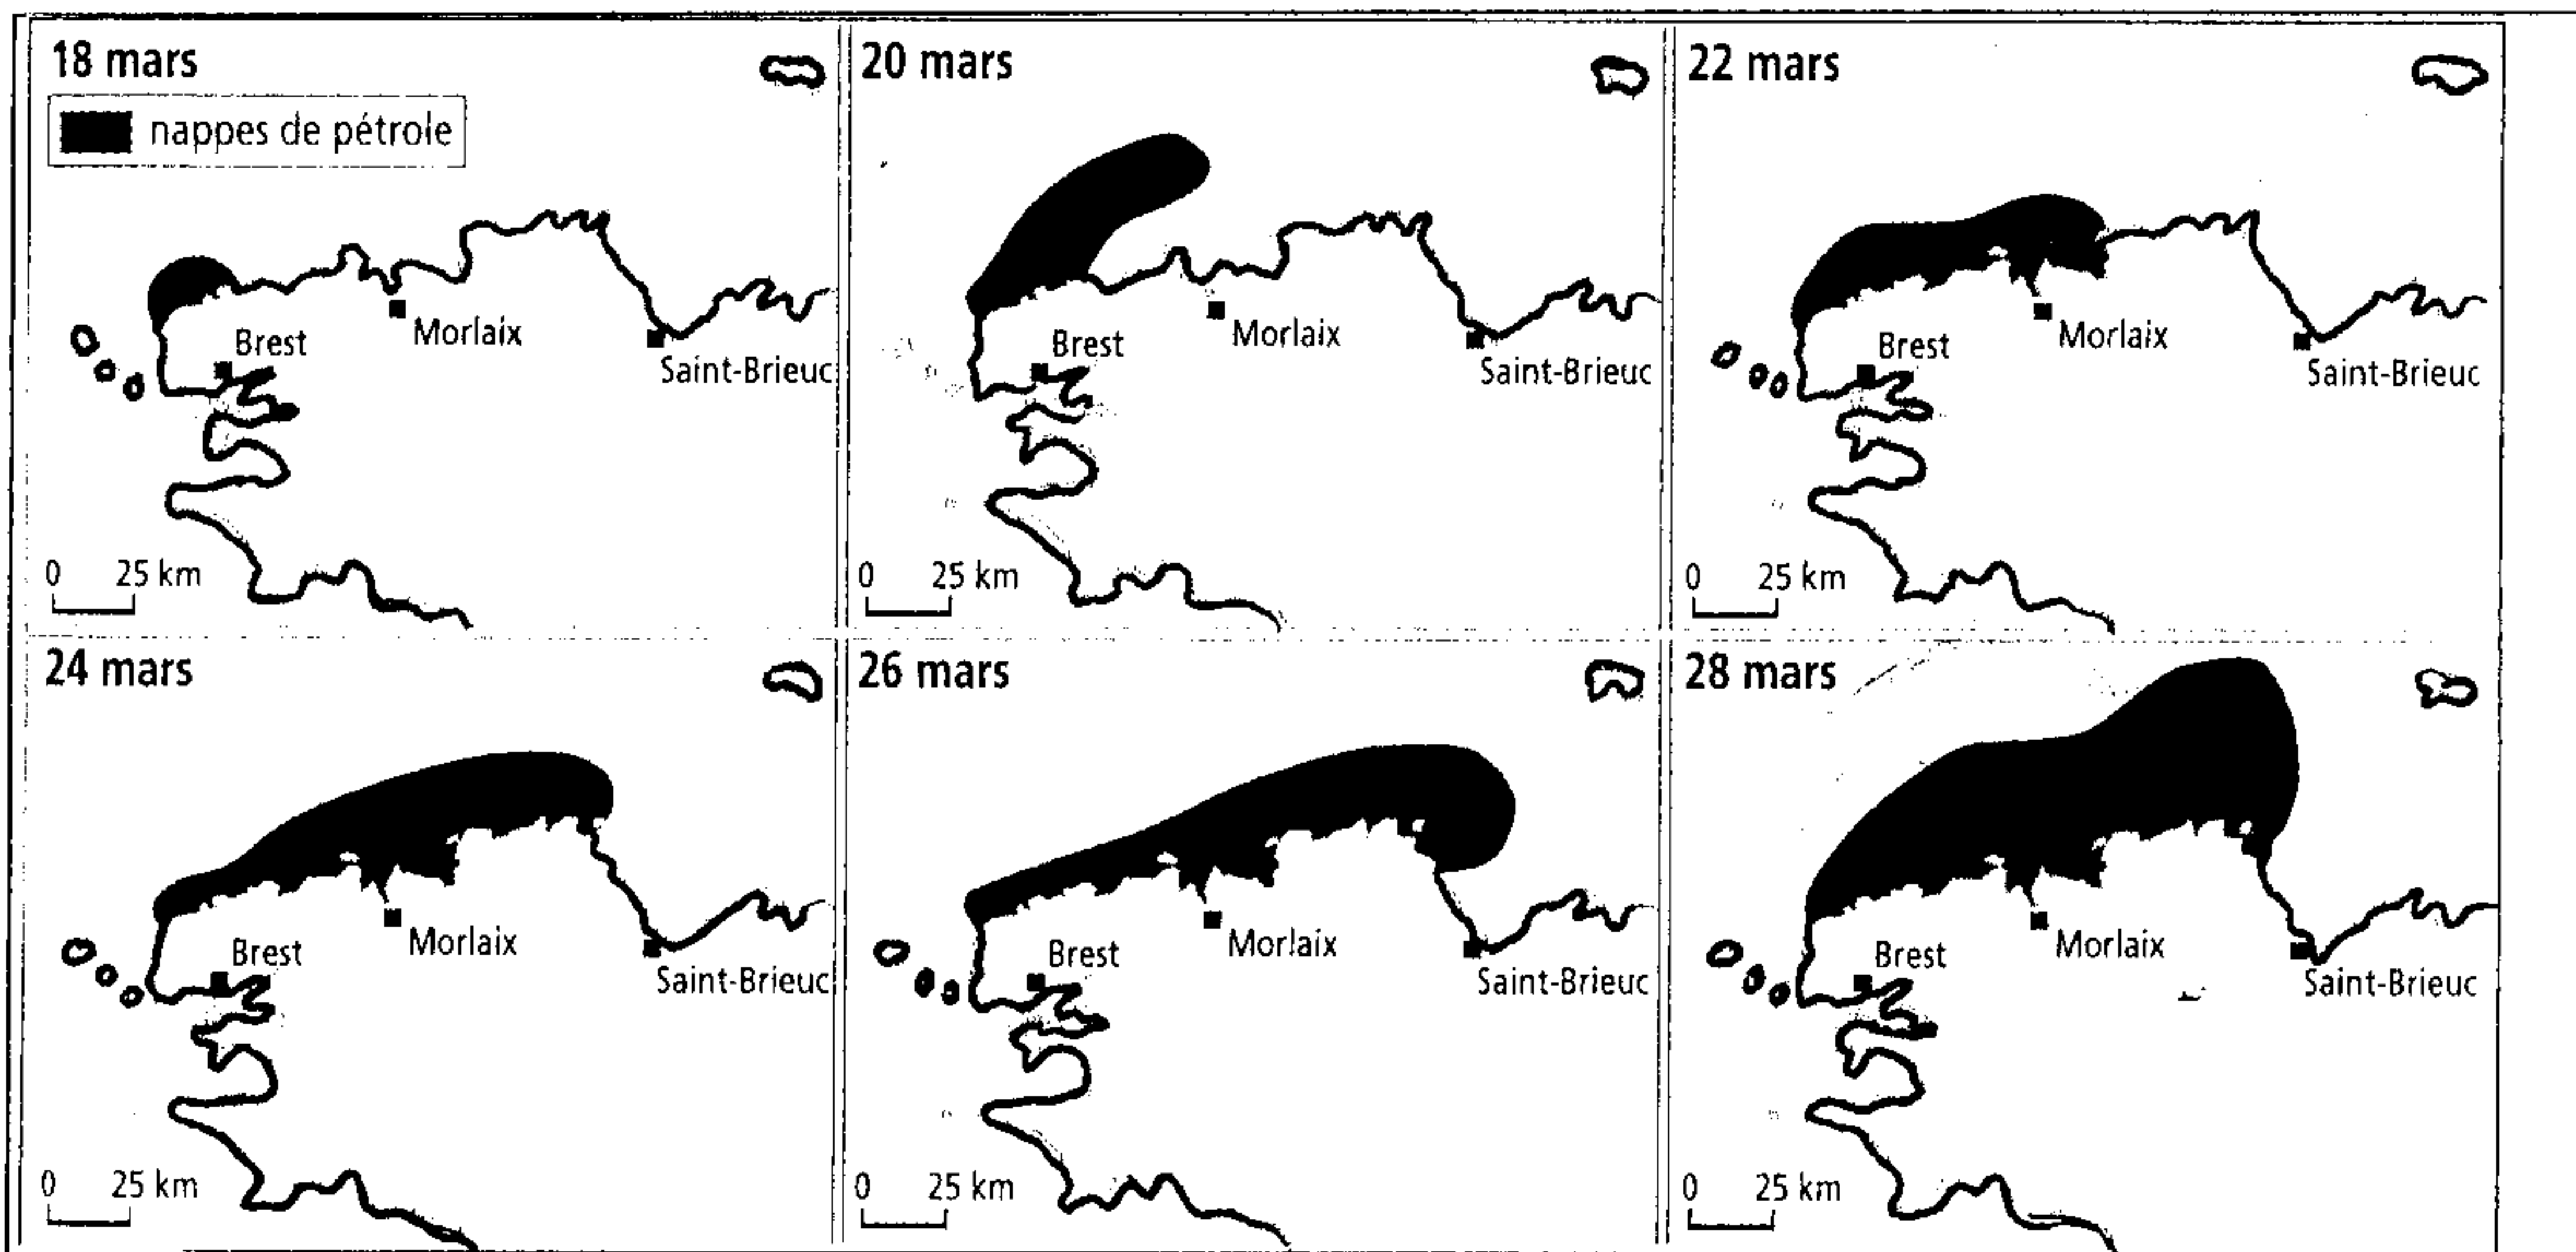 18 mars
nappes de pétrole
Brest
Morlaix
Saint-Brieuc
0 25 km
20 mars
Brest
Morlaix
Saint-Brieuc
0 25 km
22 mars
Brest
Morlaix
Saint-Brieuc
0 25 km
24 mars
Brest
Morlaix
Saint-Brieuc
0 25 km
26 mars
Brest
Morlaix
Saint-Brieuc
0 25 km
28 mars
Brest
Morlaix
Saint-Brieuc
0 25 km